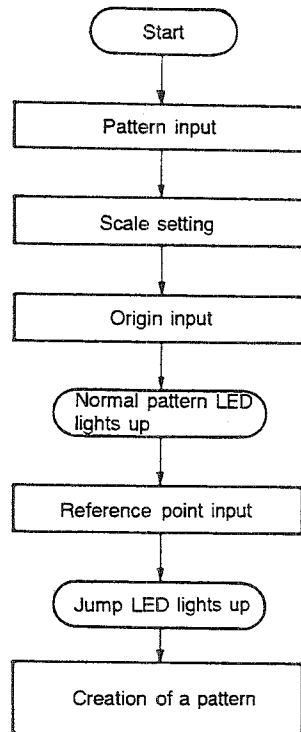 Start
Pattern input
Scale setting
Origin input
Normal pattern LED
lights up
Reference point input
Jump LED lights up
Creation of a pattern